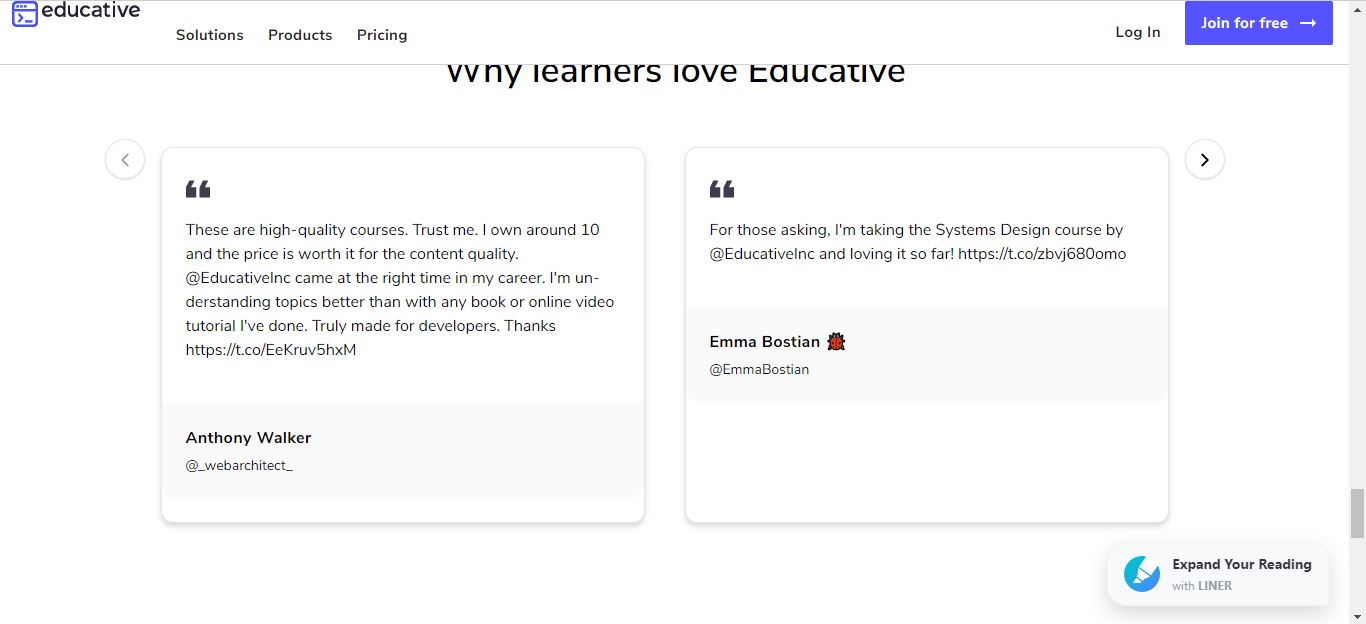 educative
Solutions Products Pricing
Log In
Join for free →
Why learners love Educative
These are high-quality courses. Trust me. I own around 10
and the price is worth it for the content quality.
@EducativeInc came at the right time in my career. I'm un-
derstanding topics better than with any book or online video
tutorial I've done. Truly made for developers. Thanks
https://t.co/EeKruv5hxM
Anthony Walker
@_webarchitect_
For those asking, I'm taking the Systems Design course by
@EducativeInc and loving it so far! https://t.co/zbvj680omo
Emma Bostian 🐞
@EmmaBostian
Expand Your Reading
with LINER